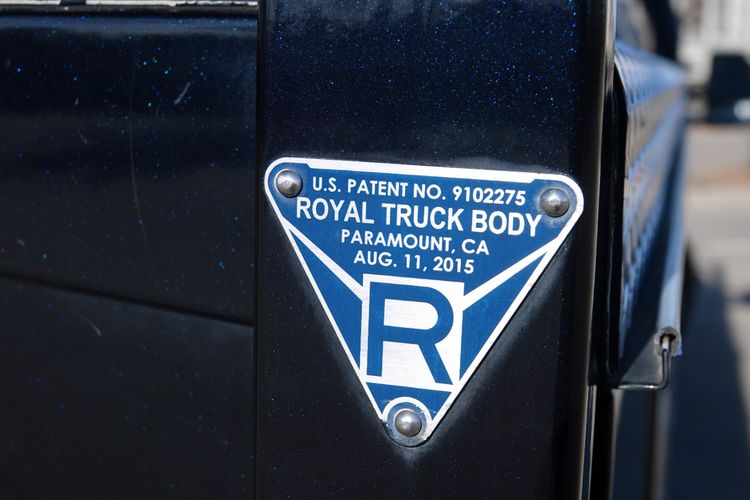 U.S. PATENT NO. 9102275
ROYAL TRUCK BODY
PARAMOUNT, CA
AUG. 11, 2015
R